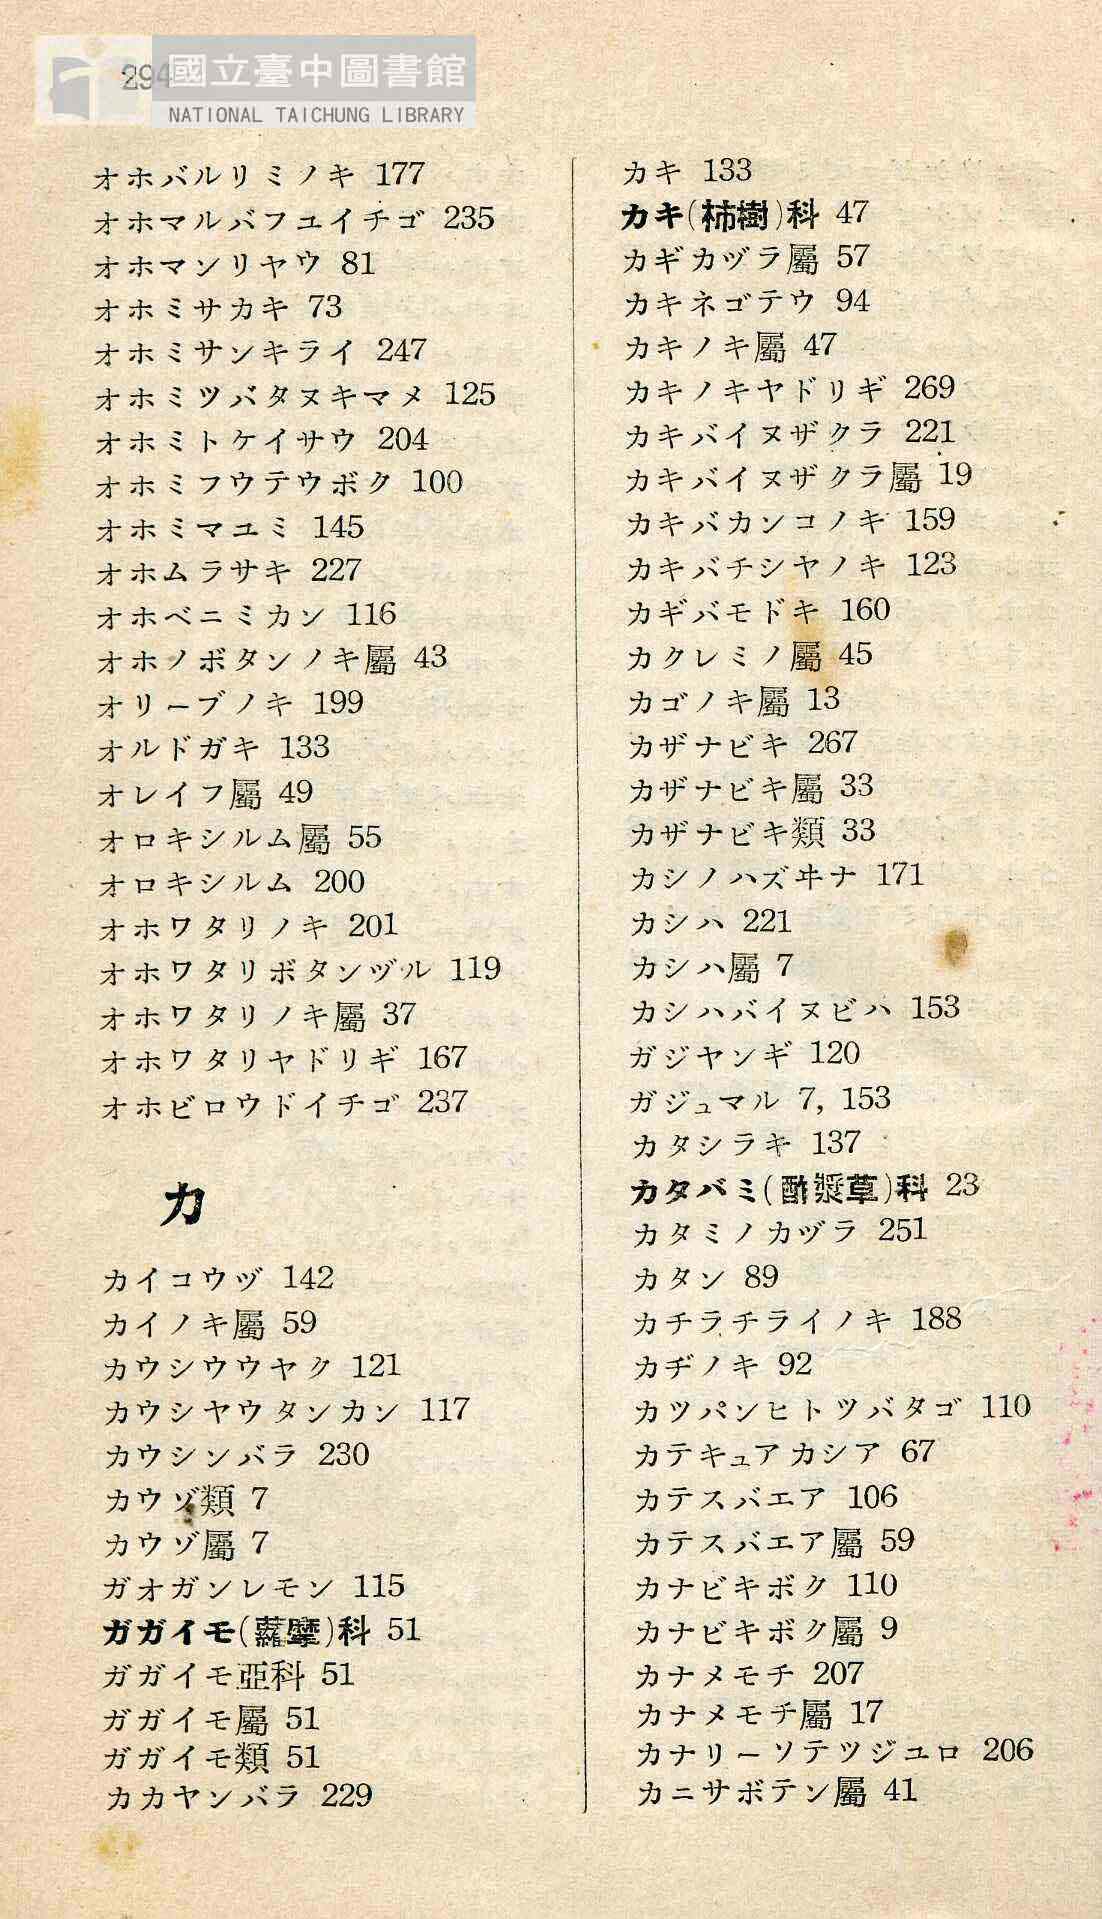 294
國立臺中圖書館
NATIONAL TAICHUNG LIBRARY
オホバルリミノキ 177
オホマルバフユイチゴ 235
オホマンリヤウ 81
オホミサカキ 73
オホミサンキライ 247
オホミツバタヌキマメ 125
オホミトケイサウ 204
オホミフウテウボク 100
オホミマユミ 145
オホムラサキ 227
オホベニミカン 116
オホノボタンノキ屬 43
オリーブノキ 199
オルドガキ 133
オレイフ屬 49
オロキシルム屬 55
オロキシルム 200
オホワタリノキ 201
オホワタリボタンヅル 119
オホワタリノキ屬 37
オホワタリヤドリギ 167
オホビロウドイチゴ 237
カ
カイコウヅ 142
カイノキ屬 59
カウシウウヤク 121
カウシヤウタンカン 117
カウシンバラ 230
カウゾ類 7
カウゾ屬 7
ガオガンレモン 115
ガガイモ(蘿摩)科 51
ガガイモ亞科 51
ガガイモ屬 51
ガガイモ類 51
カカヤンバラ 229
カキ 133
カキ(柿樹)科 47
カギカヅラ屬 57
カキネゴテウ 94
カキノキ屬 47
カキノキヤドリギ 269
カキバイヌザクラ 221
カキバイヌザクラ屬 19
カキバカンコノキ 159
カキバチシヤノキ 123
カギバモドキ 160
カクレミノ屬 45
カゴノキ屬 13
カザナビキ 267
カザナビキ屬 33
カザナビキ類 33
カシノハズヰナ 171
カシハ 221
カシハ屬 7
カシハバイヌビハ 153
ガジヤンギ 120
ガジュマル 7, 153
カタシラキ 137
カタバミ(酢漿草)科 23
カタミノカヅラ 251
カタン 89
カチラチライノキ 188
カヂノキ 92
カツパンヒトツバタゴ 110
カテキュアカシア 67
カテスバエア 106
カテスバエア屬 59
カナビキボク 110
カナビキボク屬 9
カナメモチ 207
カナメモチ屬 17
カナリーソテツジユロ 206
カニサボテン屬 41